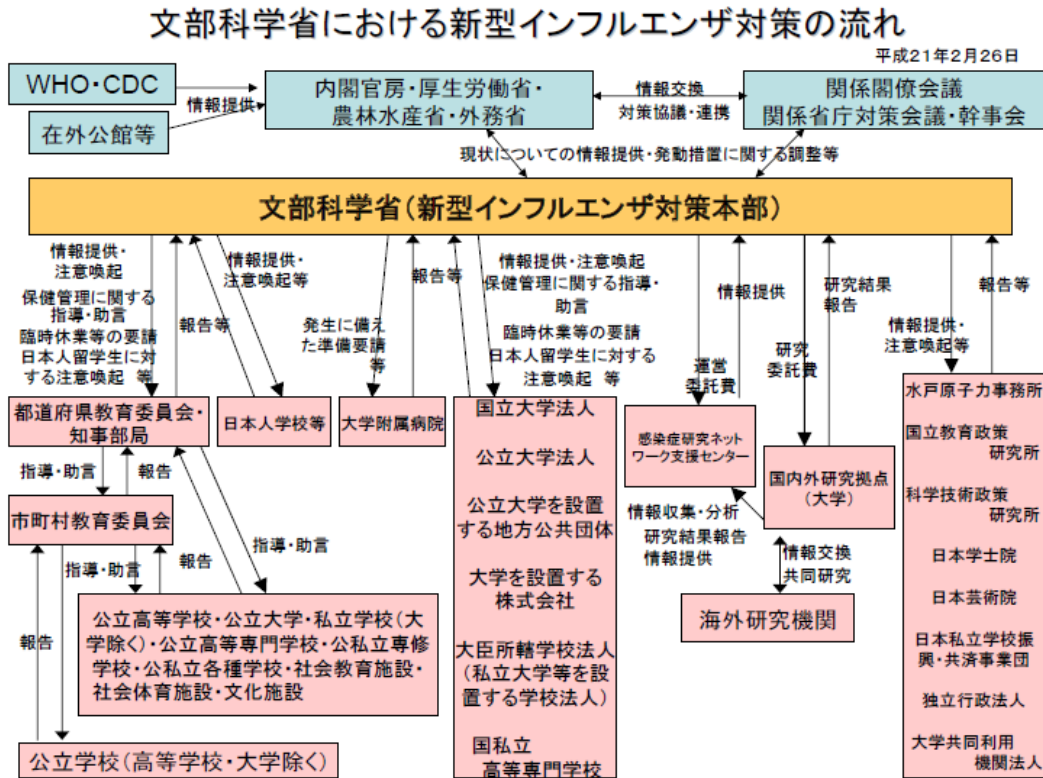 文部科学省における新型インフルエンザ対策の流れ
平成21年2月26日
WHO・CDC
在外公館等
情報提供
内閣官房・厚生労働省・
農林水産省・外務省
情報交換
対策協議・連携
関係閣僚会議
関係省庁対策会議・幹事会
現状についての情報提供・発動措置に関する調整等
文部科学省(新型インフルエンザ対策本部)
情報提供・
注意喚起
保健管理に関する
指導・助言
臨時休業等の要請
日本人留学生に対
する注意喚起 等
報告等
情報提供・
注意喚起等
発生に備え
た準備要請
等
報告等
情報提供・注意喚起
保健管理に関する指導・
助言
臨時休業等の要請
日本人留学生に対する
注意喚起 等
運営
委託費
情報提供
研究
委託費
研究結果
報告
情報提供・
注意喚起等
報告等
都道府県教育委員会・
知事部局
日本人学校等
大学附属病院
国立大学法人
公立大学法人
公立大学を設置
する地方公共団体
大学を設置する
株式会社
大臣所轄学校法人
(私立大学等を設
置する学校法人)
国私立
高等専門学校
感染症研究ネット
ワーク支援センター
国内外研究拠点
(大学)
情報収集・分析
研究結果報告
情報提供
情報交換
共同研究
海外研究機関
水戸原子力事務所
国立教育政策
研究所
科学技術政策
研究所
日本学士院
日本芸術院
日本私立学校振
興・共済事業団
独立行政法人
大学共同利用
機関法人
指導・助言
報告
市町村教育委員会
指導・助言
報告
指導・助言
報告
公立高等学校・公立大学・私立学校(
大学除く)・公立高等専門学校・公私立専修
学校・公私立各種学校・社会教育施設・
社会体育施設・文化施設
公立学校(高等学校・大学除く)